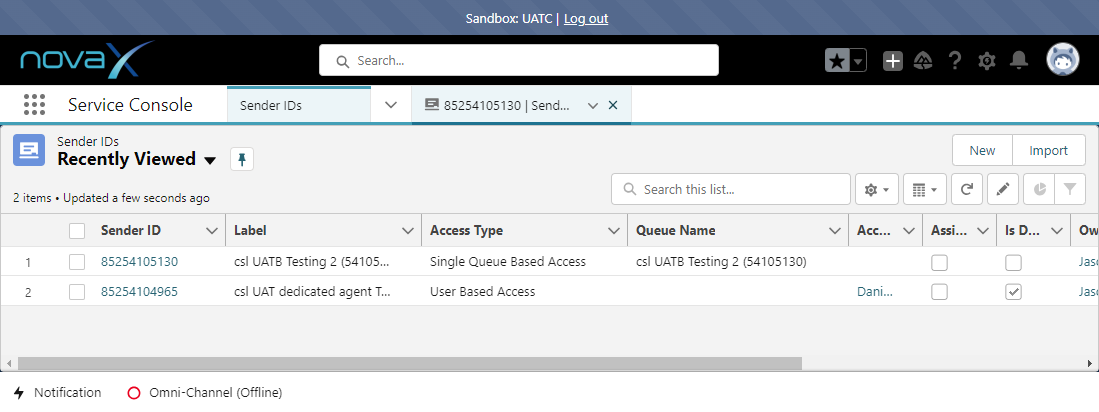 Sandbox: UATC | Log out
novaX
Search...
Service Console
Sender IDs
85254105130 | Send...
Sender IDs
Recently Viewed
New
Import
2 items • Updated a few seconds ago
Search this list...
Sender ID Label Access Type Queue Name Acc... Assi... Is D... Ow
1 85254105130 csl UATB Testing 2 (54105... Single Queue Based Access csl UATB Testing 2 (54105130) Jas
2 85254104965 csl UAT dedicated agent T... User Based Access Dani... Jas
Notification Omni-Channel (Offline)